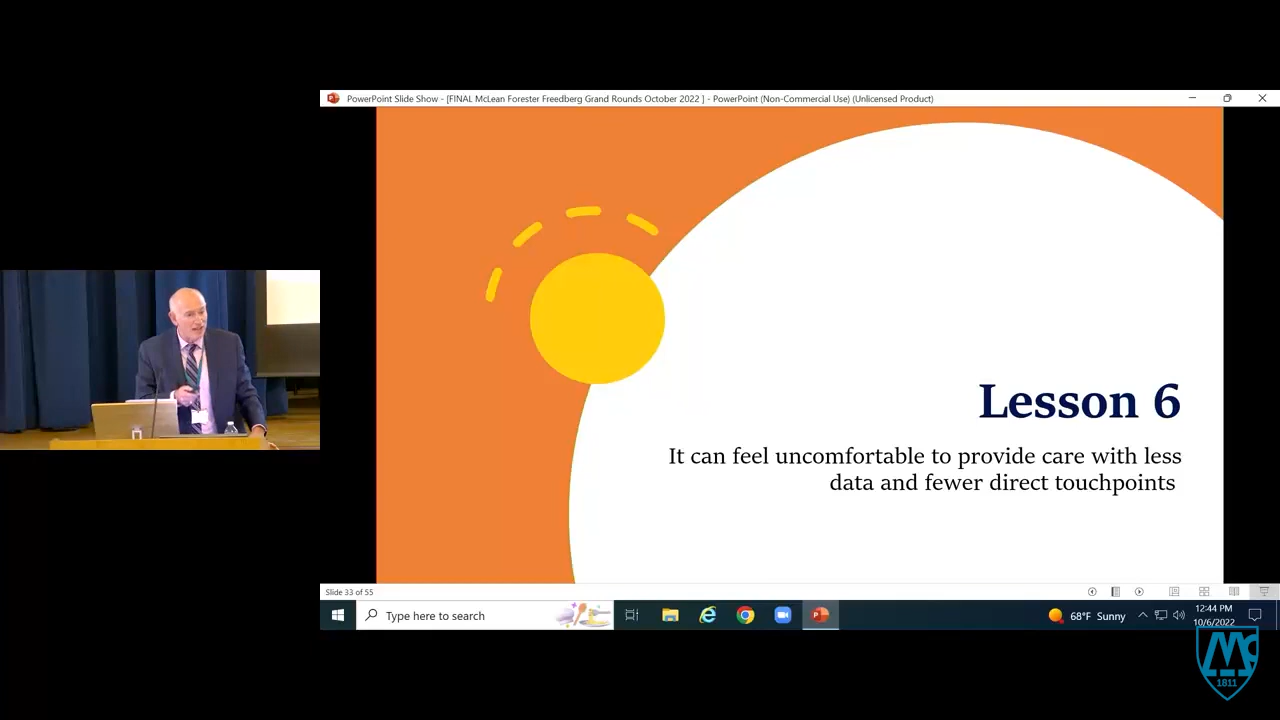 PowerPoint Slide Show - [FINAL McLean Forester Freedberg Grand Rounds October 2022 ] - PowerPoint (Non-Commercial Use) (Unlicensed Product)
Lesson 6
It can feel uncomfortable to provide care with less
data and fewer direct touchpoints
Slide 33 of 55
Type here to search
68°F Sunny
12:44 PM
10/6/2022
Mc
1811